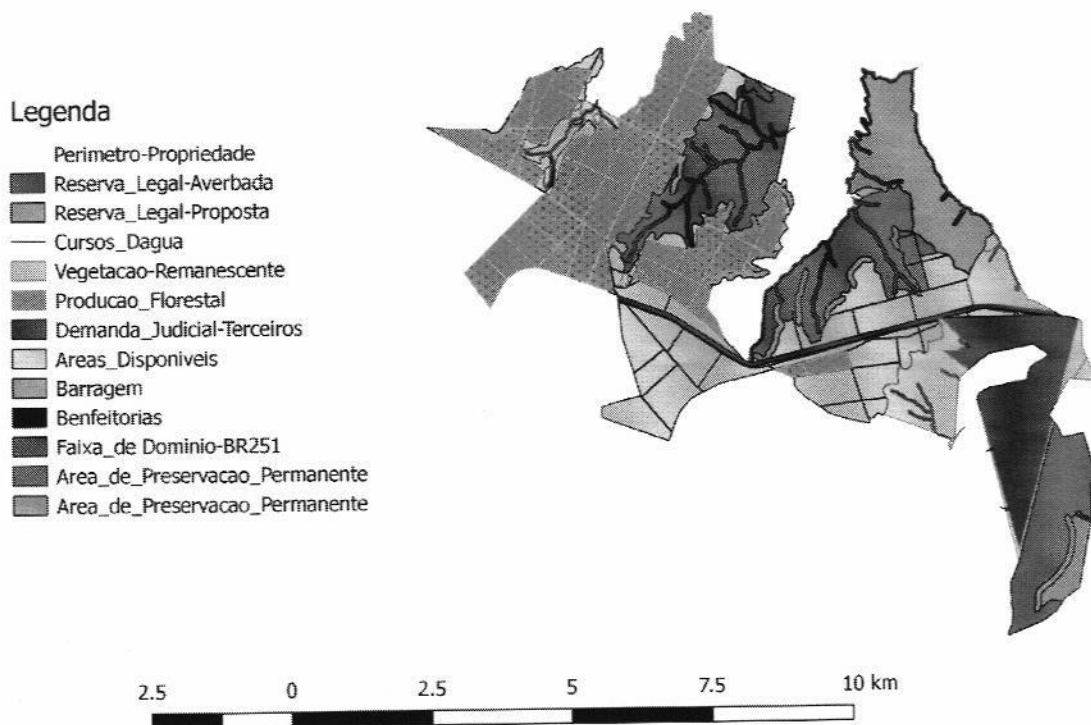 Legenda
Perimetro-Propriedade
Reserva_Legal-Averbada
Reserva_Legal-Proposta
Cursos_Dagua
Vegetacao-Remanescente
Producao_Florestal
Demanda_Judicial-Terceiros
Areas_Disponiveis
Barragem
Benfeitorias
Faixa_de Dominio-BR251
Area_de_Preservacao_Permanente
Area_de_Preservacao_Permanente
2.5 0 2.5 5 7.5 10 km